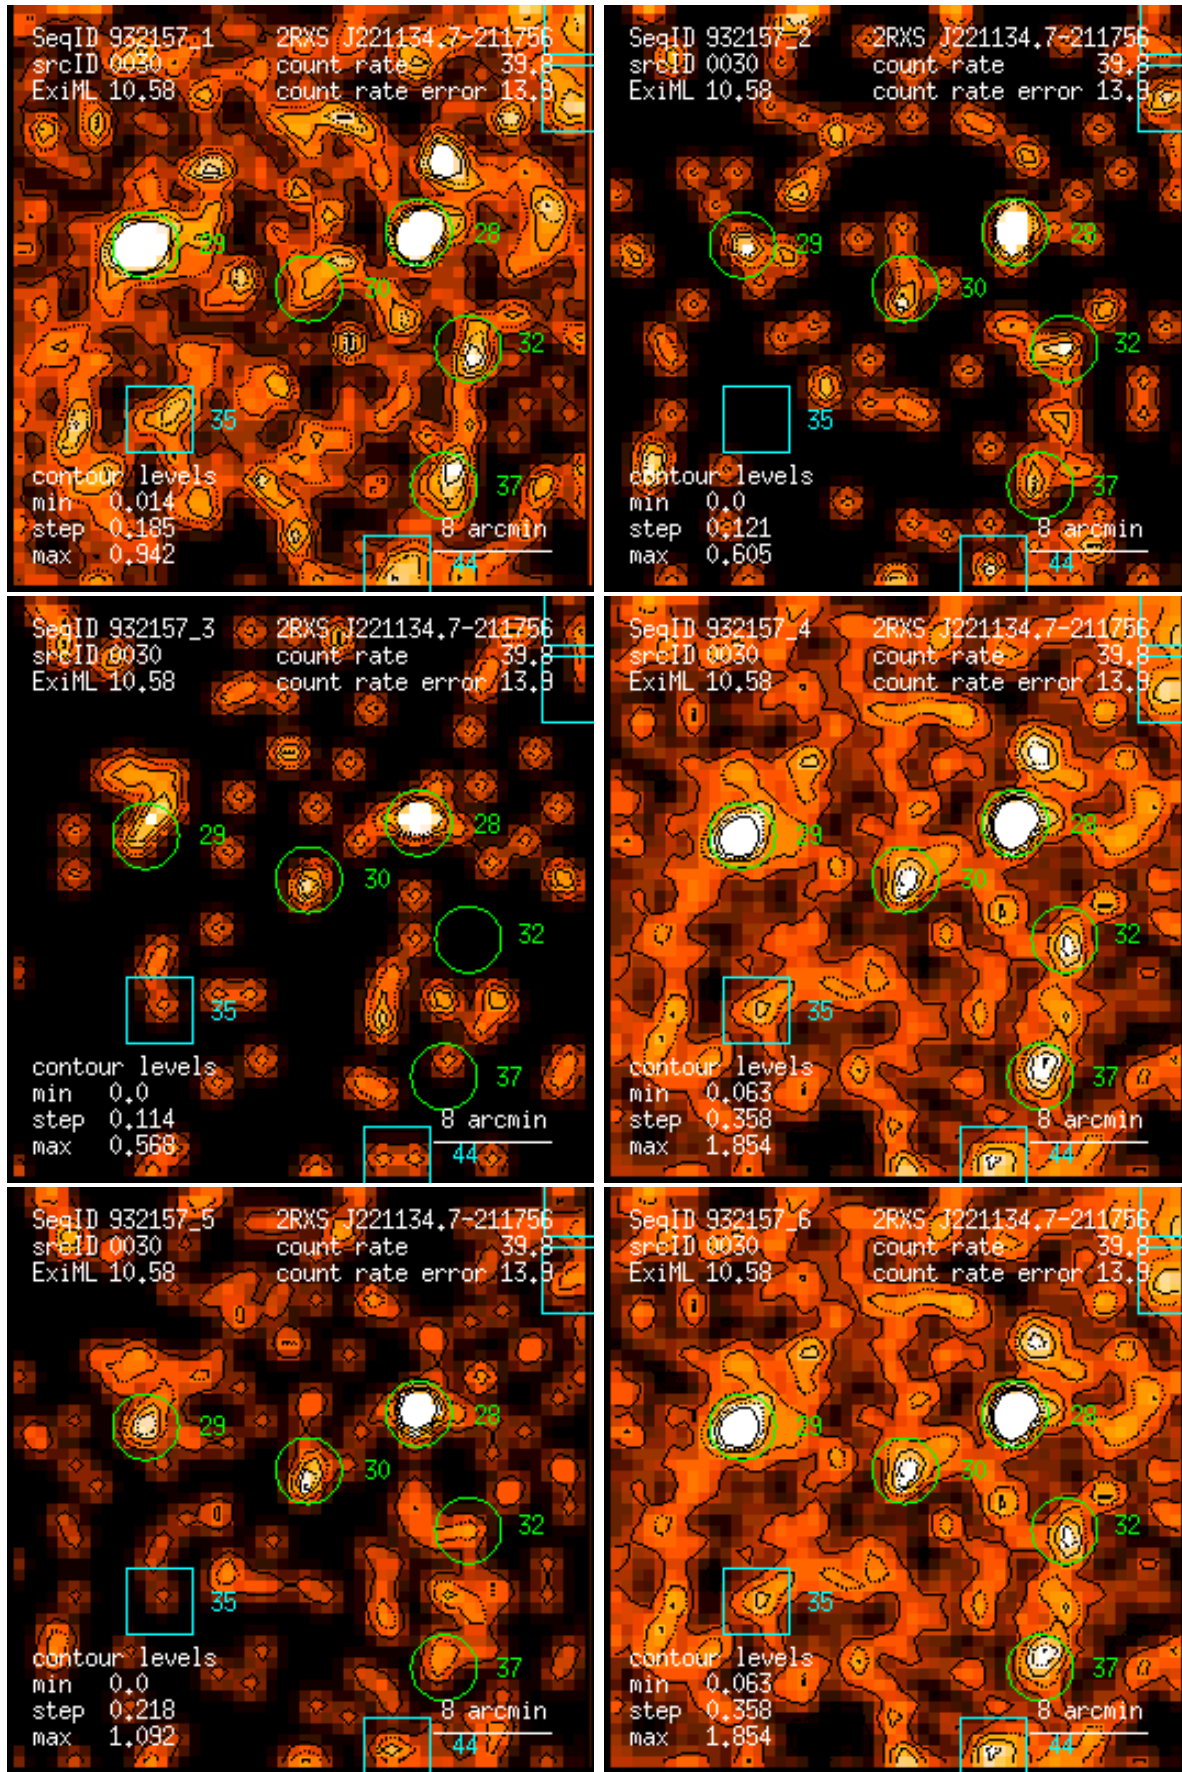 SeqID 932157_1 2RXS J221134.7-211756
srcID 0030 count rate 39.8
ExiML 10.58 count rate error 13.9
29
28
30
32
35
contour levels
37
min 0.014
step 0.185 8 arcmin
max 0.942
44
SeqID 932157_2 2RXS J221134.7-211756
srcID 0030 count rate 39.8
ExiML 10.58 count rate error 13.9
29
28
30
32
35
contour levels
37
min 0.0
step 0.121 8 arcmin
max 0.605
44
SeqID 932157_3 2RXS J221134.7-211756
srcID 0030 count rate 39.8
ExiML 10.58 count rate error 13.9
29
28
30
32
35
contour levels
37
min 0.0
step 0.114 8 arcmin
max 0.568
44
SeqID 932157_4 2RXS J221134.7-211756
srcID 0030 count rate 39.8
ExiML 10.58 count rate error 13.9
29
28
30
32
35
contour levels
37
min 0.063
step 0.358 8 arcmin
max 1.854
44
SeqID 932157_5 2RXS J221134.7-211756
srcID 0030 count rate 39.8
ExiML 10.58 count rate error 13.9
29
28
30
32
35
contour levels
37
min 0.0
step 0.218 8 arcmin
max 1.092
44
SeqID 932157_6 2RXS J221134.7-211756
srcID 0030 count rate 39.8
ExiML 10.58 count rate error 13.9
29
28
30
32
35
contour levels
37
min 0.063
step 0.358 8 arcmin
max 1.854
44